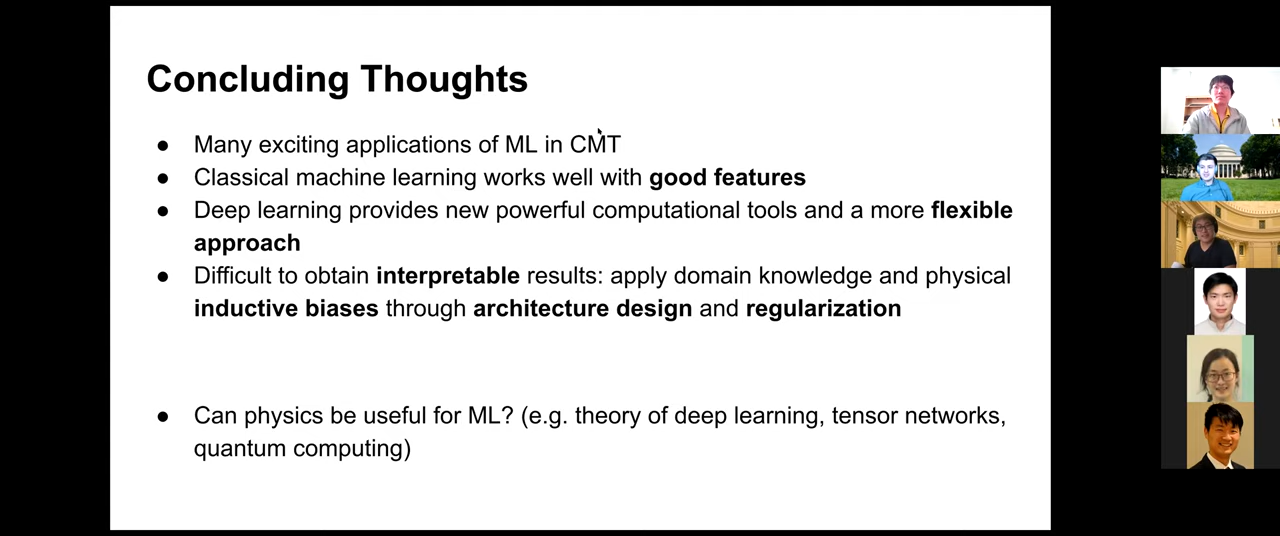 Concluding Thoughts
● Many exciting applications of ML in CMT
● Classical machine learning works well with good features
● Deep learning provides new powerful computational tools and a more flexible
approach
● Difficult to obtain interpretable results: apply domain knowledge and physical
inductive biases through architecture design and regularization
● Can physics be useful for ML? (e.g. theory of deep learning, tensor networks,
quantum computing)